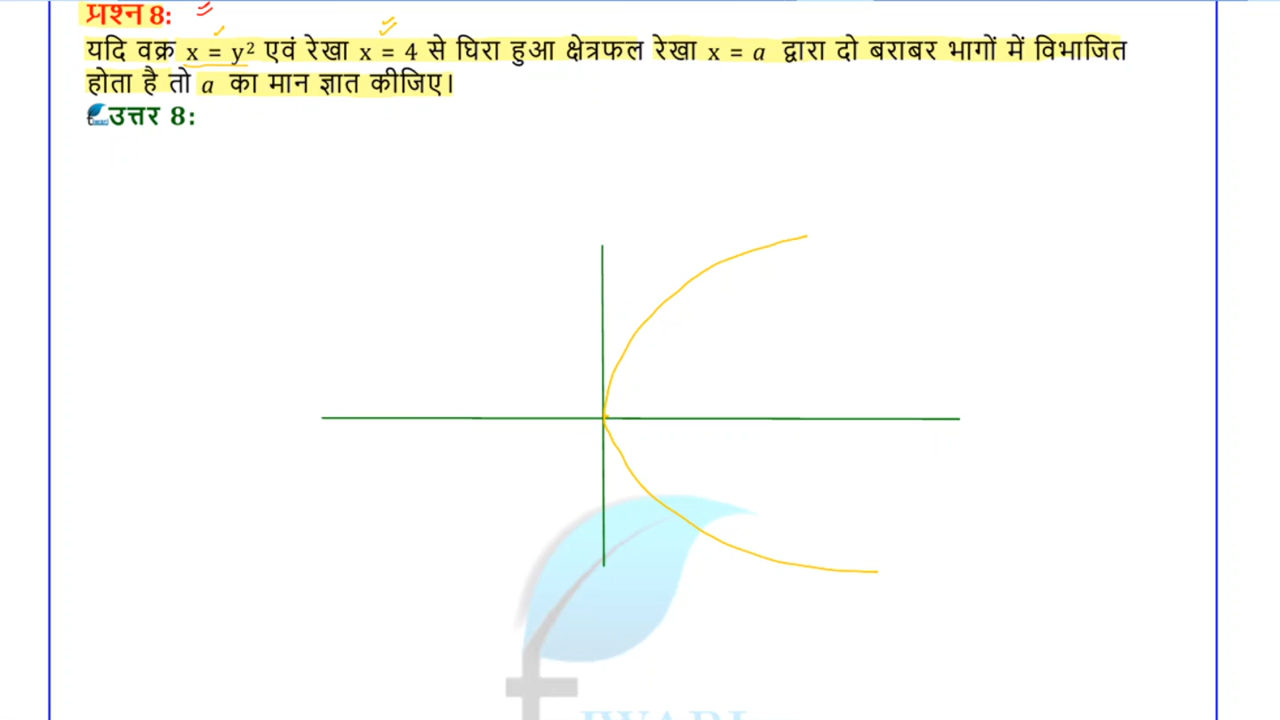 प्रश्न 8:
यदि वक्र x = y² एवं रेखा x = 4 से घिरा हुआ क्षेत्रफल रेखा x = a द्वारा दो बराबर भागों में विभाजित
होता है तो a का मान ज्ञात कीजिए।
उत्तर 8: